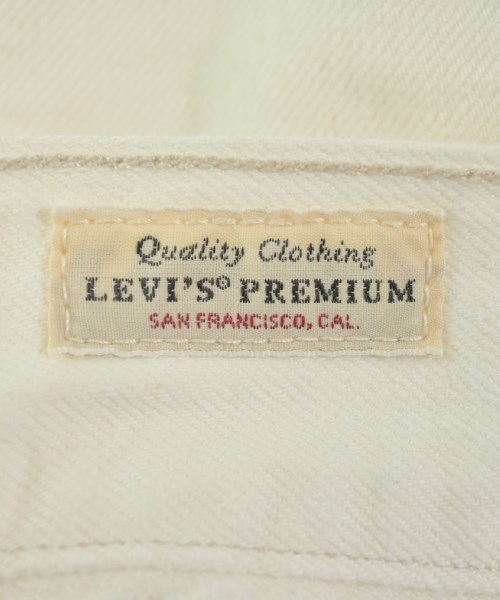 Quality Clothing
LEVI'S® PREMIUM
SAN FRANCISCO, CAL.